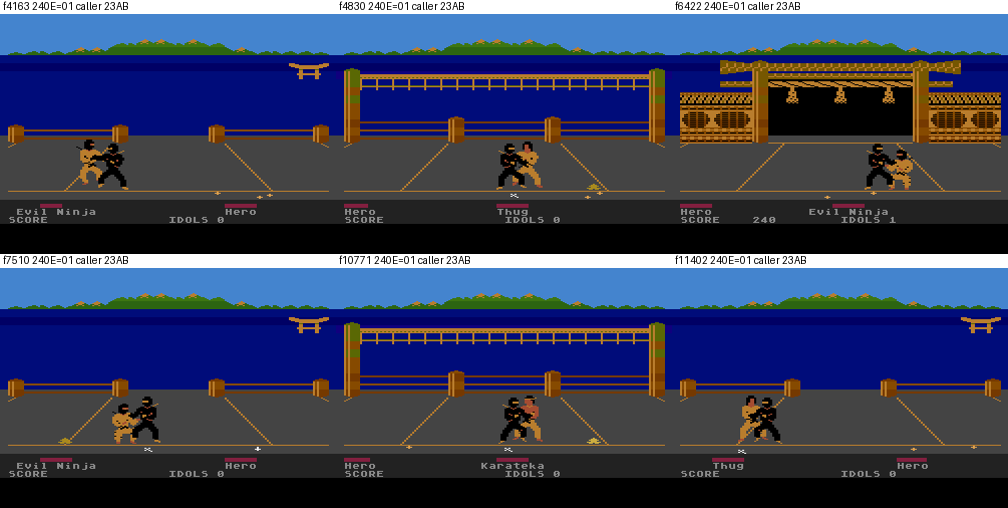 f4163 240E=01 caller 23AB
f4830 240E=01 caller 23AB
f6422 240E=01 caller 23AB
Evil Ninja Hero
SCORE IDOLS 0
Hero Thug
SCORE IDOLS 0
Hero Evil Ninja
SCORE 240 IDOLS 1
f7510 240E=01 caller 23AB
f10771 240E=01 caller 23AB
f11402 240E=01 caller 23AB
Evil Ninja Hero
SCORE IDOLS 0
Hero Karateka
SCORE IDOLS 0
Thug Hero
SCORE IDOLS 0